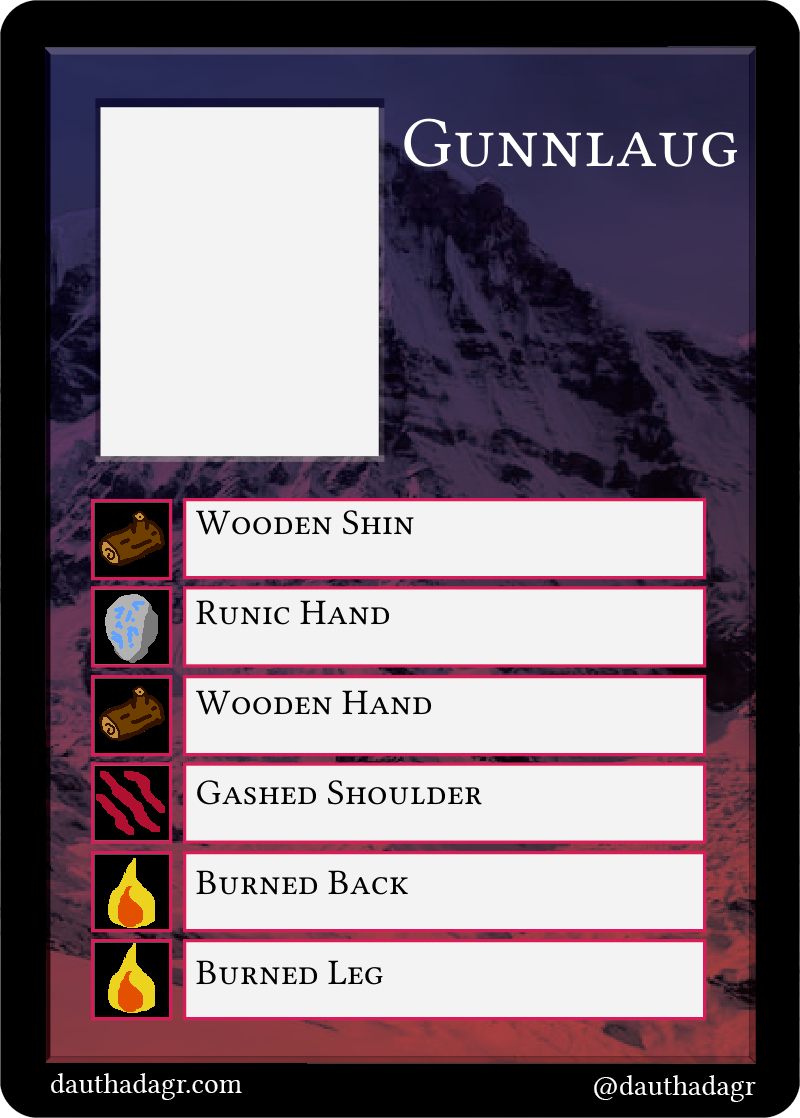 Gunnlaug
Wooden Shin
Runic Hand
Wooden Hand
Gashed Shoulder
Burned Back
Burned Leg
dauthadagr.com
@dauthadagr